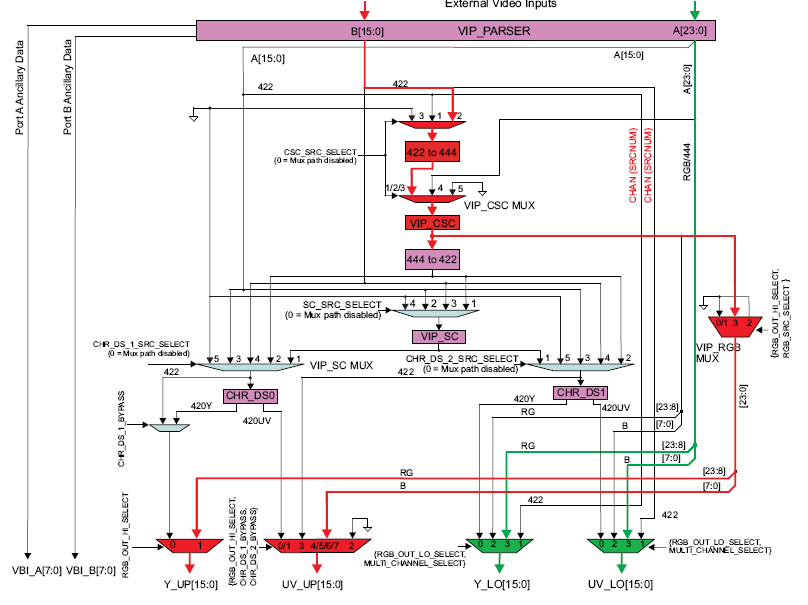 External Video Inputs
B[15:0]
VIP_PARSER
A[23:0]
A[15:0]
A[15:0]
Port A Ancillary Data
Port B Ancillary Data
A[23:0]
422
422
3 1 2
CSC_SRC_SELECT
(0 = Mux path disabled)
422 to 444
CHAN (SRCNUM)
CHAN (SRCNUM)
RGB/444
1/2/3 4 5
VIP_CSC MUX
VIP_CSC
444 to 422
SC_SRC_SELECT
(0 = Mux path disabled)
4 2 3 1
VIP_SC
0/1 3 2
VIP_RGB
MUX
{RGB_OUT_HI_SELECT,
RGB_SRC_SELECT }
CHR_DS_1_SRC_SELECT
(0 = Mux path disabled)
5 3 4 2 1
VIP_SC MUX
CHR_DS_2_SRC_SELECT
(0 = Mux path disabled)
1 5 3 4 2
422
422
CHR_DS0
CHR_DS1
[23:0]
420Y
420UV
420Y
420UV
CHR_DS_1_BYPASS
RG
[23:8]
B
[7:0]
RG
[23:8]
B
[7:0]
RG
[23:8]
B
[7:0]
422
422
RGB_OUT_HI_SELECT
0 1
{RGB_OUT_HI_SELECT,
CHR_DS_1_BYPASS,
CHR_DS_2_BYPASS}
0/1 3 4/5/6/7 2
{RGB_OUT_LO_SELECT,
MULTI_CHANNEL_SELECT}
0 2 3 1
0 2 3 1
{RGB_OUT_LO_SELECT,
MULTI_CHANNEL_SELECT}
VBI_A[7:0]
VBI_B[7:0]
Y_UP[15:0]
UV_UP[15:0]
Y_LO[15:0]
UV_LO[15:0]